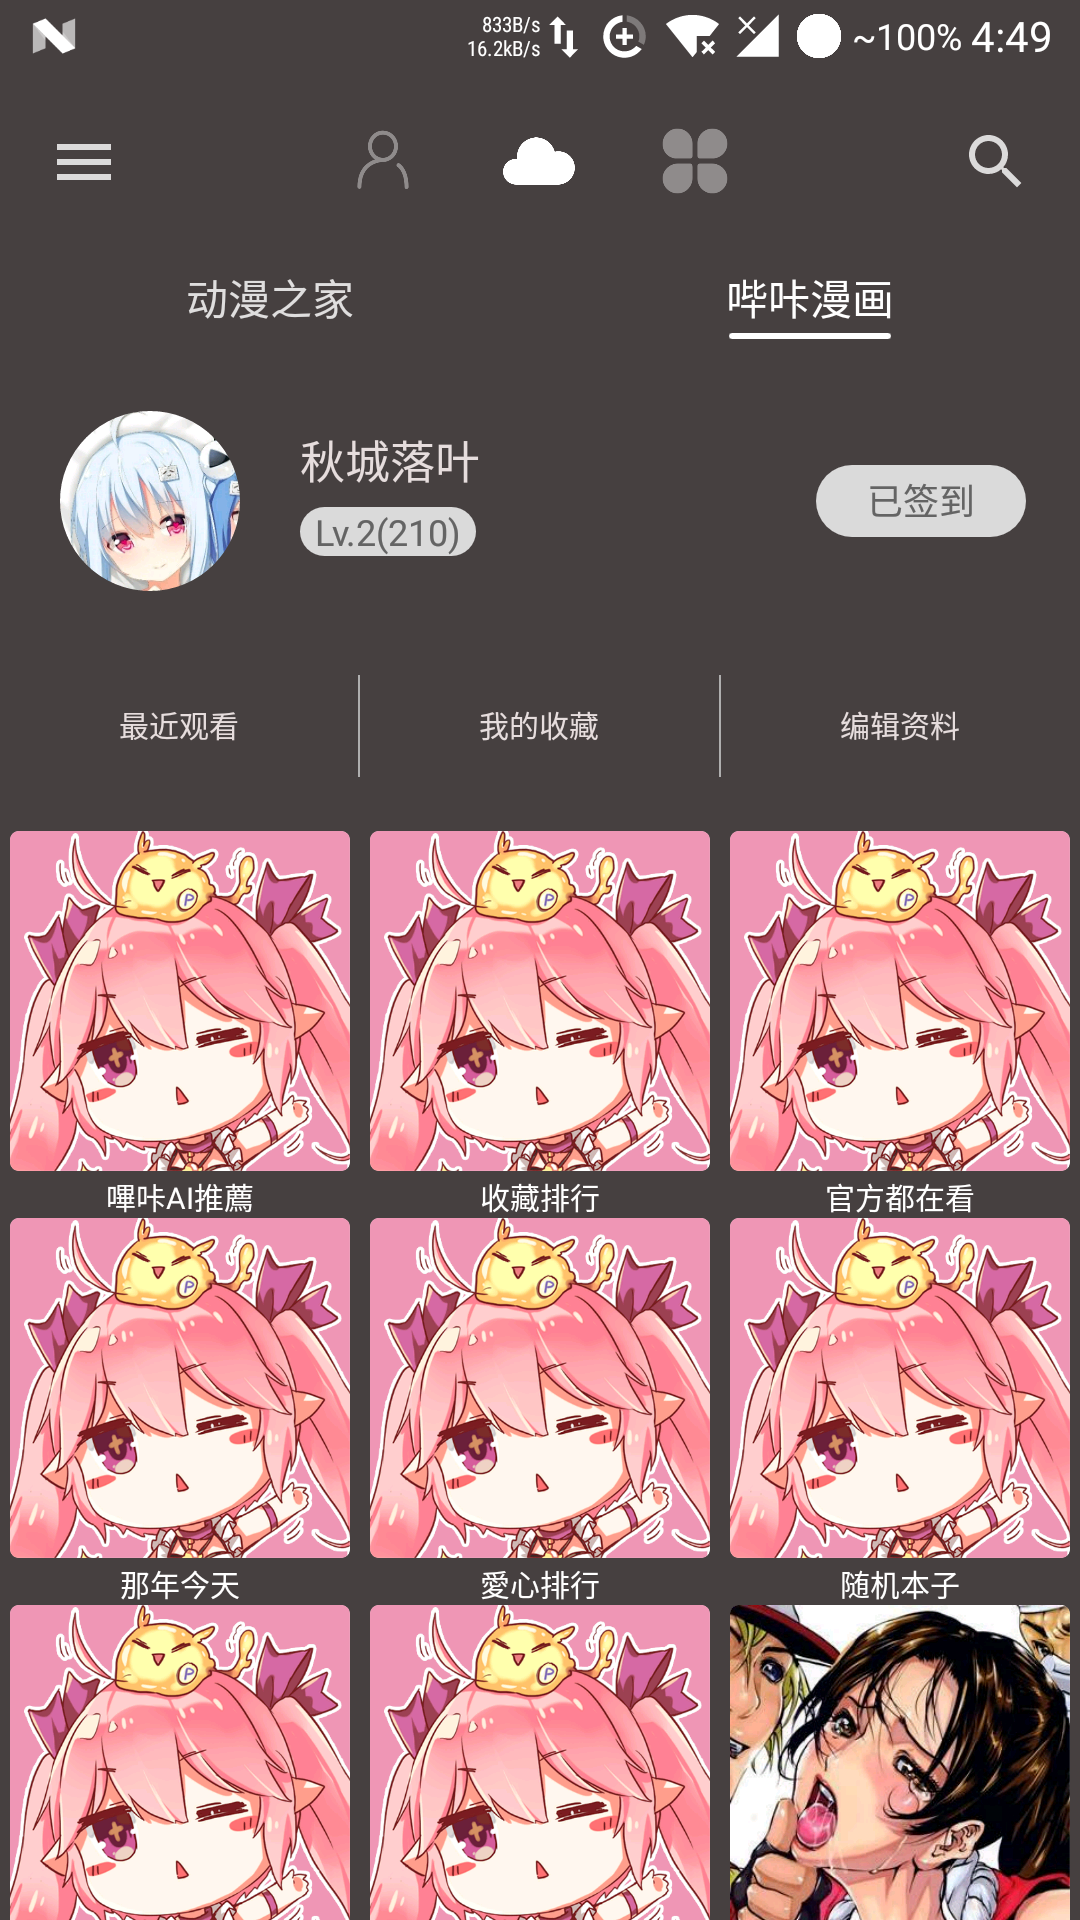 833B/s
16.2kB/s
~100% 4:49
动漫之家
哔咔漫画
秋城落叶
Lv.2(210)
已签到
最近观看
我的收藏
编辑资料
嗶咔AI推薦
收藏排行
官方都在看
那年今天
愛心排行
随机本子